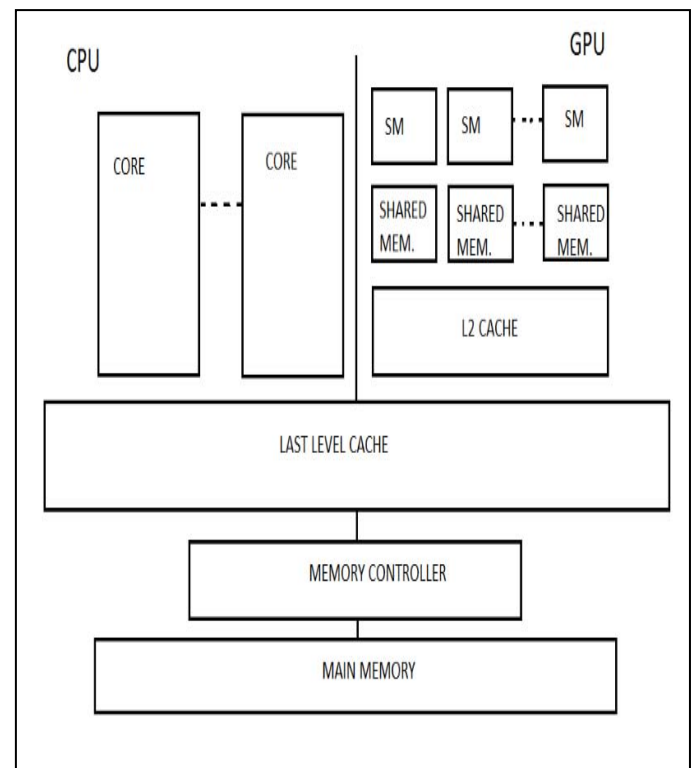 CPU
GPU
CORE
CORE
SM
SM
SM
SHARED
MEM.
SHARED
MEM.
SHARED
MEM.
L2 CACHE
LAST LEVEL CACHE
MEMORY CONTROLLER
MAIN MEMORY